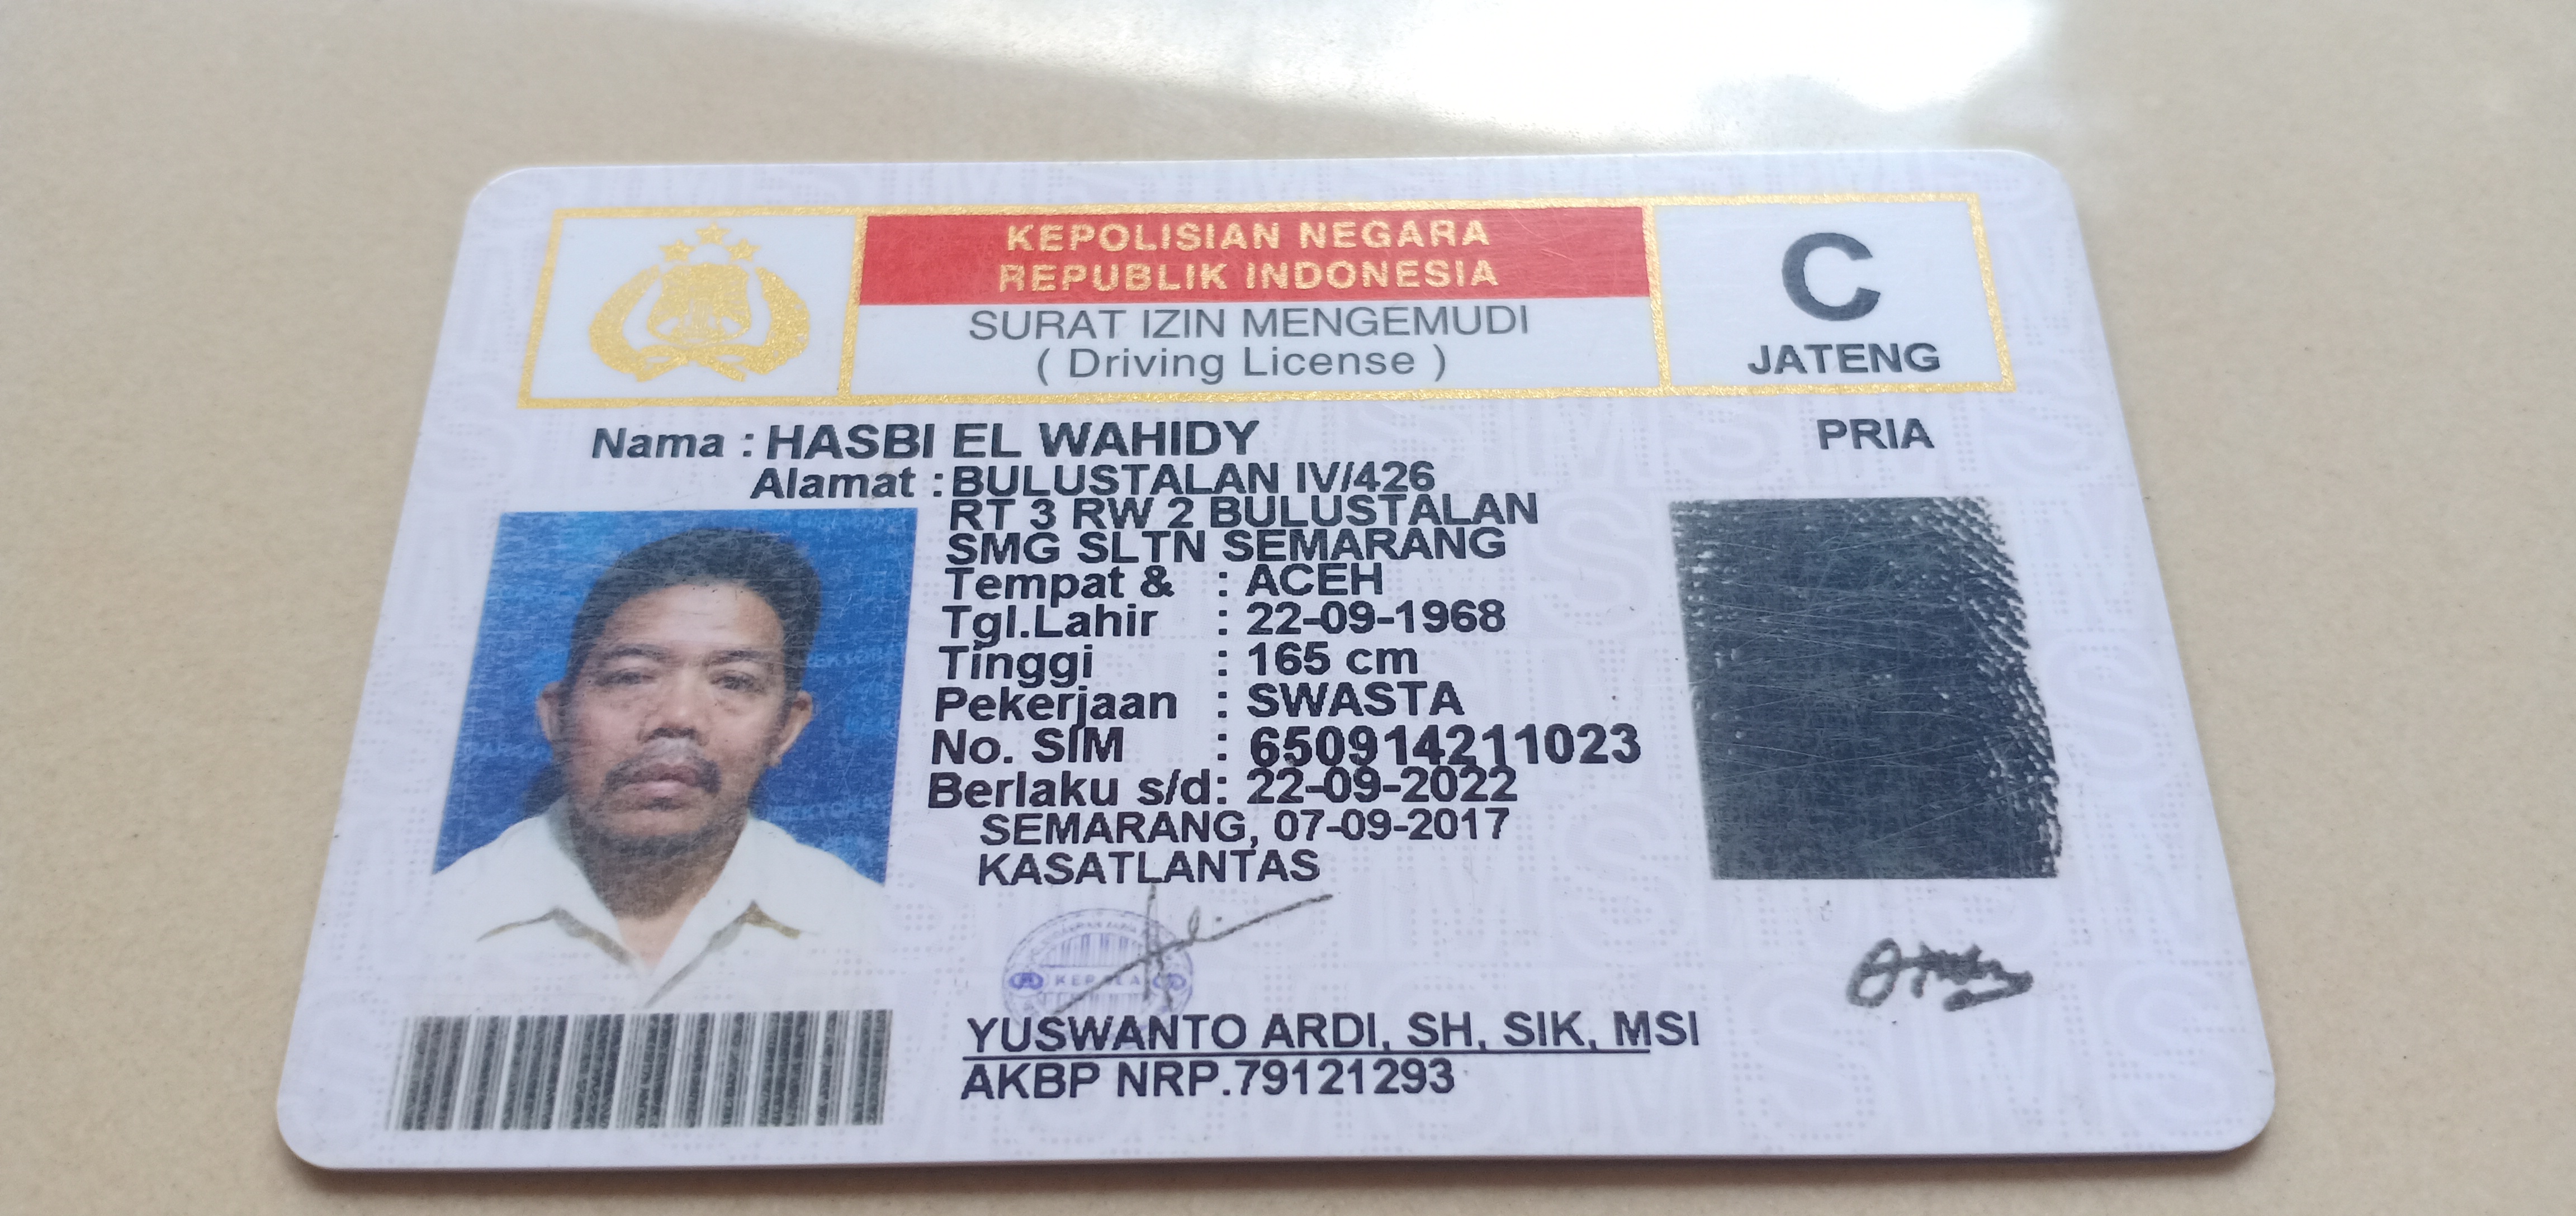 KEPOLISIAN NEGARA
REPUBLIK INDONESIA
SURAT IZIN MENGEMUDI
( Driving License )
C
JATENG
Nama : HASBI EL WAHIDY
PRIA
Alamat : BULUSTALAN IV/426
RT 3 RW 2 BULUSTALAN
SMG SLTN SEMARANG
Tempat & : ACEH
Tgl.Lahir : 22-09-1968
Tinggi : 165 cm
Pekerjaan : SWASTA
No. SIM : 650914211023
Berlaku s/d: 22-09-2022
SEMARANG, 07-09-2017
KASATLANTAS
KEPALA
YUSWANTO ARDI, SH, SIK, MSI
AKBP NRP.79121293